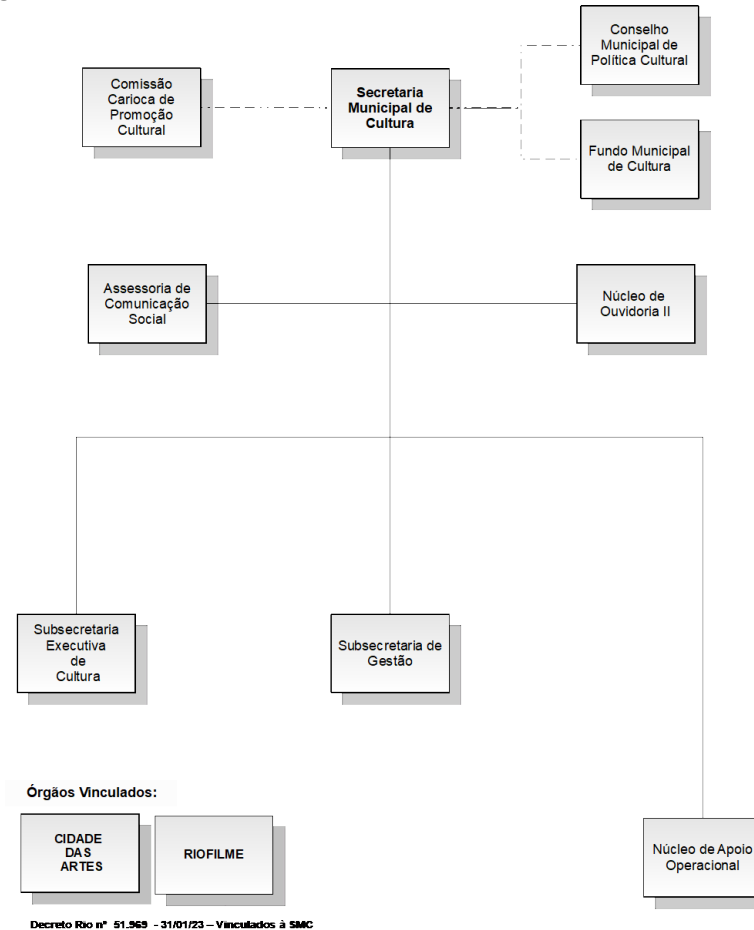 Conselho
Municipal de
Política Cultural
Comissão
Carioca de
Promoção
Cultural
Secretaria
Municipal de
Cultura
Fundo Municipal
de Cultura
Assessoria de
Comunicação
Social
Núcleo de
Ouvidoria II
Subsecretaria
Executiva
de
Cultura
Subsecretaria de
Gestão
Órgãos Vinculados:
CIDADE
DAS
ARTES
RIOFILME
Núcleo de Apoio
Operacional
Decreto Rio n° 51.969 - 31/01/23 – Vinculados à SMC